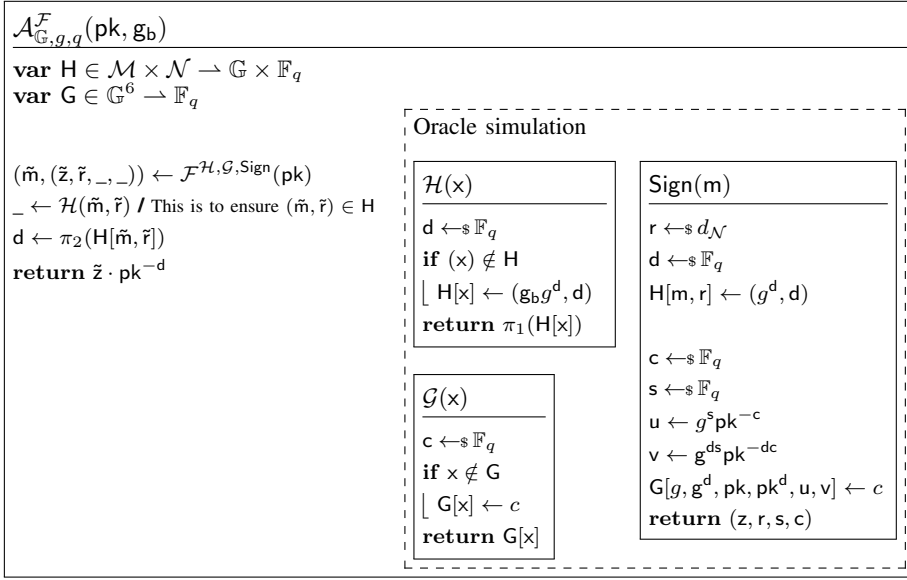 𝒜^ℱ_{𝔾,g,q}(pk, g_b)
var H ∈ ℳ × 𝒩 ⇀ 𝔾 × 𝔽_q
var G ∈ 𝔾^6 ⇀ 𝔽_q
(m̃, (z̃, r̃, _, _)) ← ℱ^{ℋ,𝒢,Sign}(pk)
_ ← ℋ(m̃, r̃) / This is to ensure (m̃, r̃) ∈ H
d ← π_2(H[m̃, r̃])
return z̃ · pk^{−d}
Oracle simulation
ℋ(x)
d ←$ 𝔽_q
if (x) ∉ H
⌊ H[x] ← (g_b g^d, d)
return π_1(H[x])
𝒢(x)
c ←$ 𝔽_q
if x ∉ G
⌊ G[x] ← c
return G[x]
Sign(m)
r ←$ d_𝒩
d ←$ 𝔽_q
H[m, r] ← (g^d, d)
c ←$ 𝔽_q
s ←$ 𝔽_q
u ← g^s pk^{−c}
v ← g^{ds} pk^{−dc}
G[g, g^d, pk, pk^d, u, v] ← c
return (z, r, s, c)